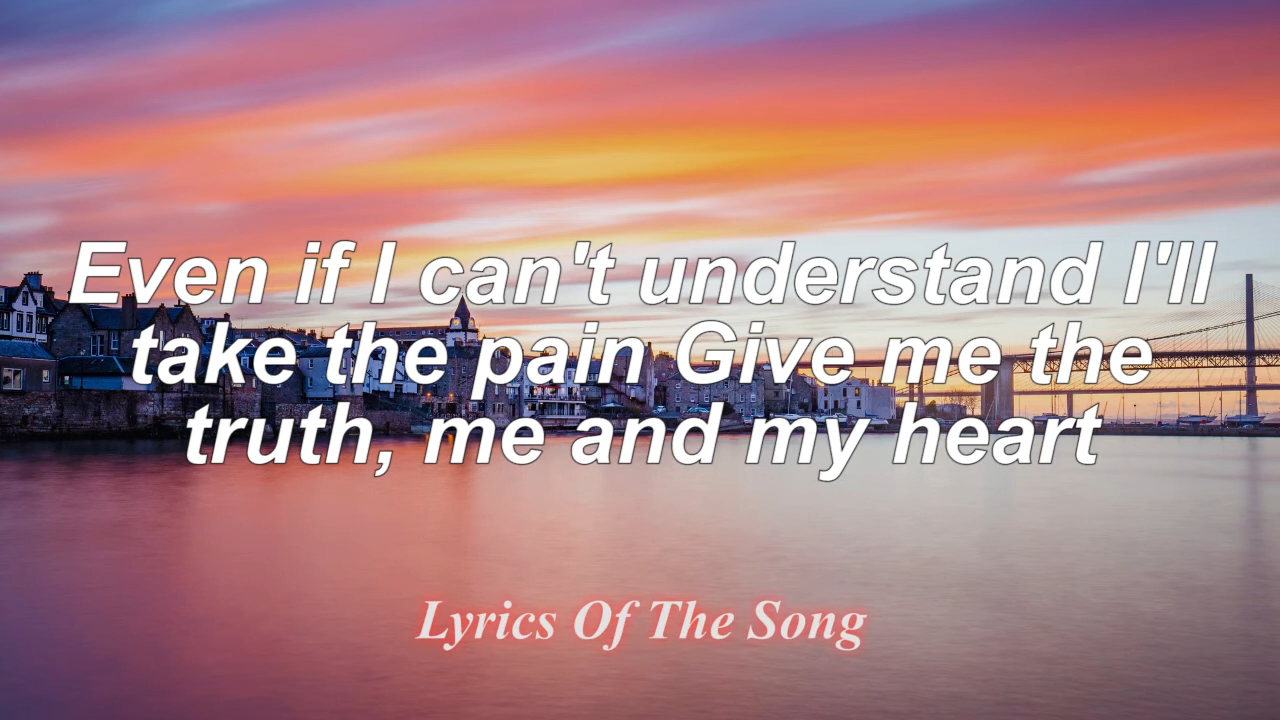 Even if I can't understand I'll
take the pain Give me the
truth, me and my heart
Lyrics Of The Song